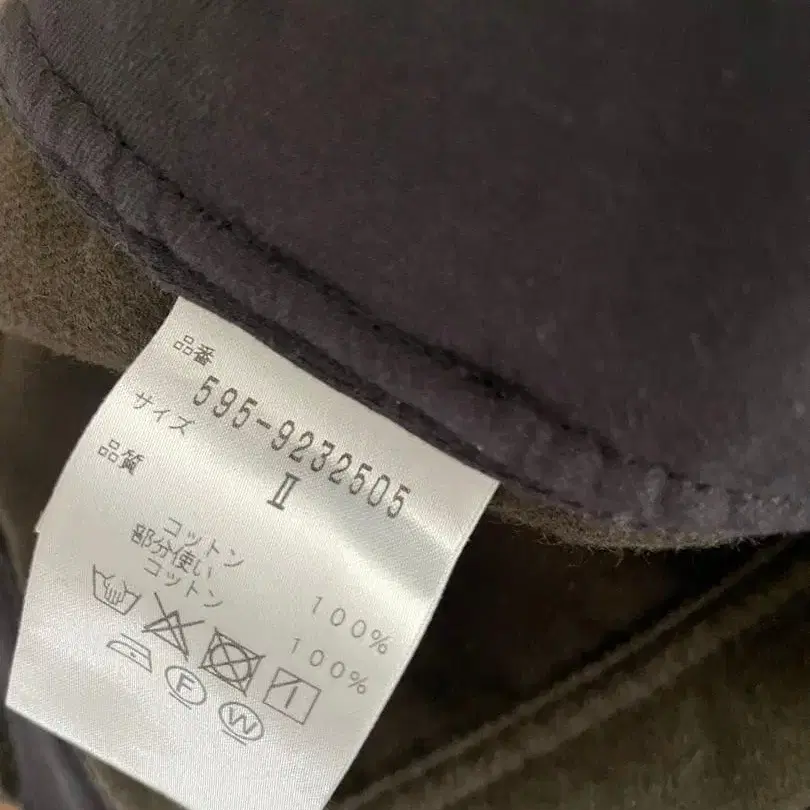 品番
595-9232505
サイズ
II
品質
コットン 100%
部分使い
コットン 100%
F
W